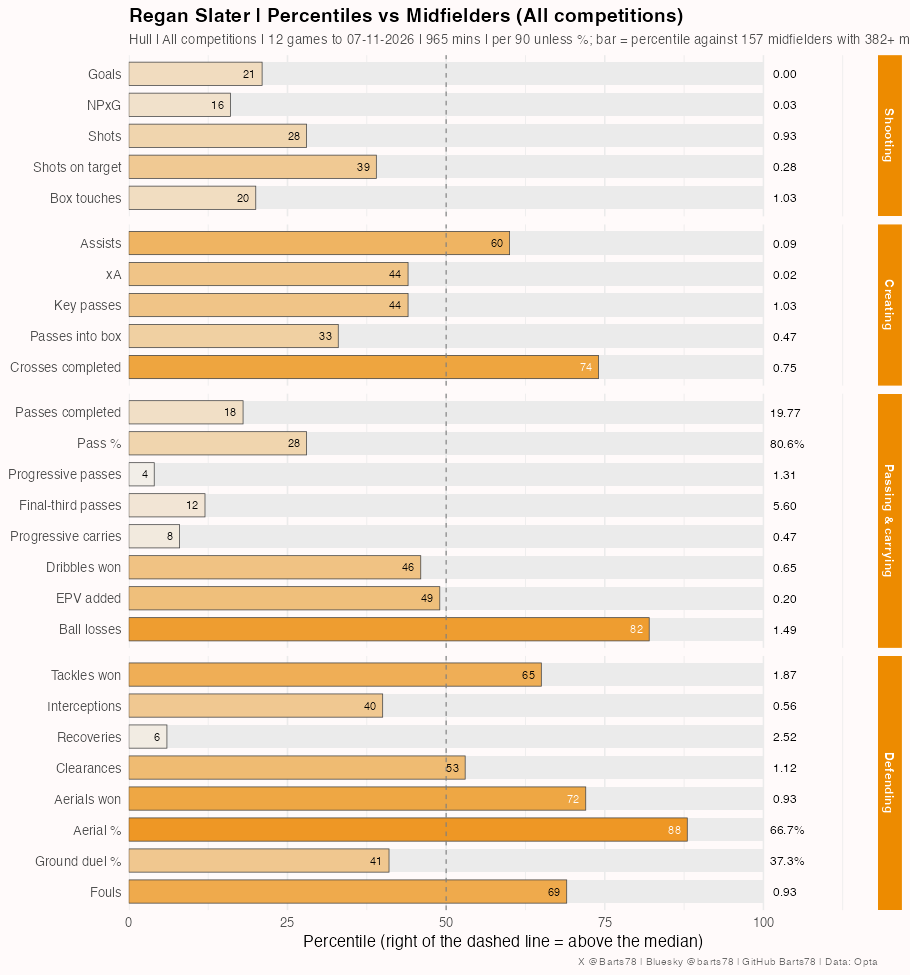 Regan Slater | Percentiles vs Midfielders (All competitions)
Hull | All competitions | 12 games to 07-11-2026 | 965 mins | per 90 unless %; bar = percentile against 157 midfielders with 382+ m
Goals 21 0.00
NPxG 16 0.03
Shots 28 0.93
Shots on target 39 0.28
Box touches 20 1.03
Shooting
Assists 60 0.09
xA 44 0.02
Key passes 44 1.03
Passes into box 33 0.47
Crosses completed 74 0.75
Creating
Passes completed 18 19.77
Pass % 28 80.6%
Progressive passes 4 1.31
Final-third passes 12 5.60
Progressive carries 8 0.47
Dribbles won 46 0.65
EPV added 49 0.20
Ball losses 82 1.49
Passing & carrying
Tackles won 65 1.87
Interceptions 40 0.56
Recoveries 6 2.52
Clearances 53 1.12
Aerials won 72 0.93
Aerial % 88 66.7%
Ground duel % 41 37.3%
Fouls 69 0.93
Defending
0 25 50 75 100
Percentile (right of the dashed line = above the median)
X @Barts78 | Bluesky @barts78 | GitHub Barts78 | Data: Opta